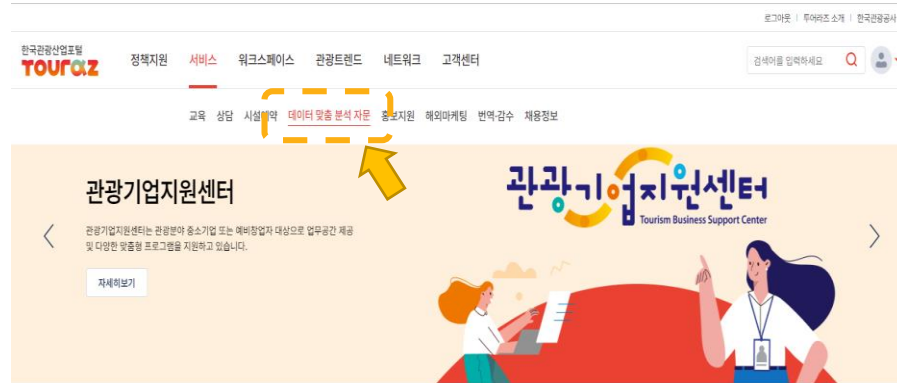 로그아웃 | 투어라즈 소개 | 한국관광공사
한국관광산업포털
TOURAZ
정책지원 서비스 워크스페이스 관광트렌드 네트워크 고객센터
검색어를 입력하세요
교육 상담 시설예약 데이터 맞춤 분석 자문 홍보지원 해외마케팅 번역·감수 채용정보
관광기업지원센터
관광기업지원센터
Tourism Business Support Center
관광기업지원센터는 관광분야 중소기업 또는 예비창업자 대상으로 업무공간 제공
및 다양한 맞춤형 프로그램을 지원하고 있습니다.
자세히보기